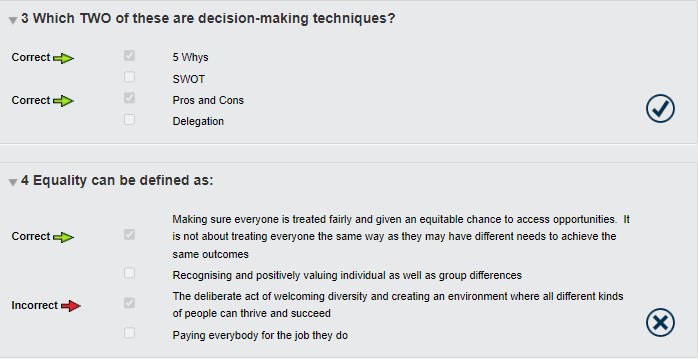 3 Which TWO of these are decision-making techniques?
Correct
5 Whys
SWOT
Correct
Pros and Cons
Delegation
4 Equality can be defined as:
Making sure everyone is treated fairly and given an equitable chance to access opportunities. It
Correct
is not about treating everyone the same way as they may have different needs to achieve the
same outcomes
Recognising and positively valuing individual as well as group differences
Incorrect
The deliberate act of welcoming diversity and creating an environment where all different kinds
of people can thrive and succeed
Paying everybody for the job they do